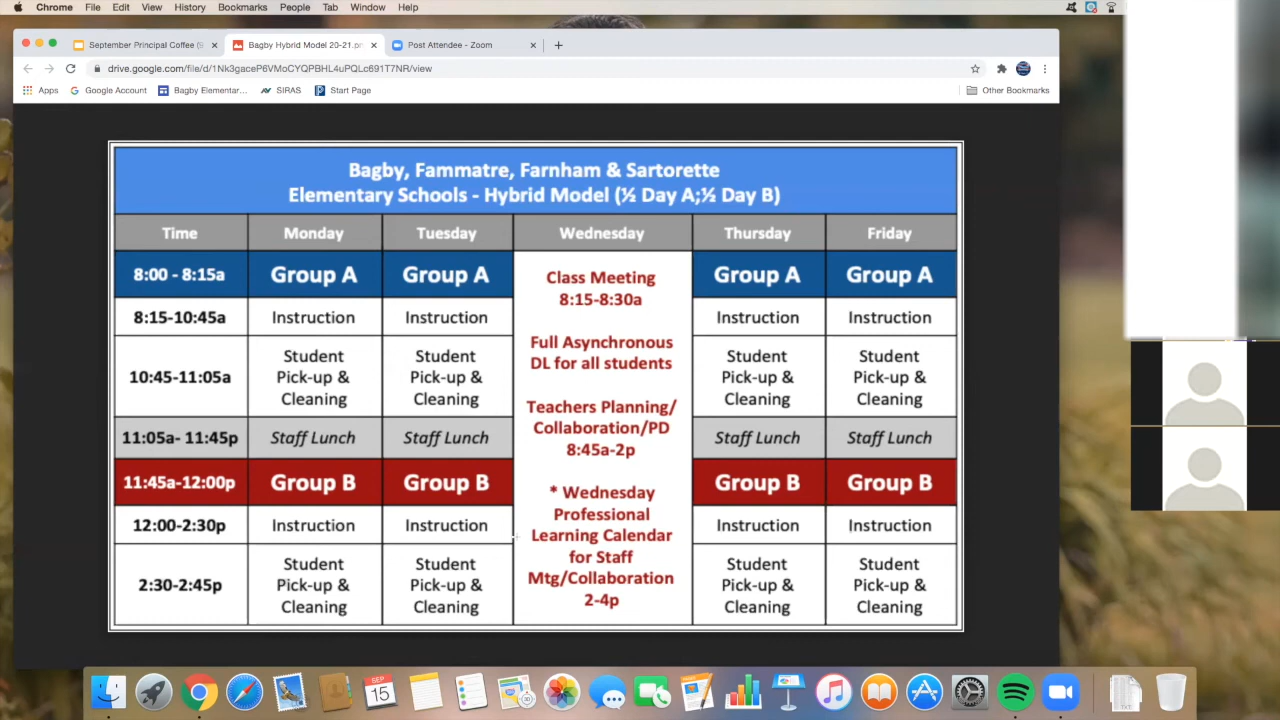 Chrome File Edit View History Bookmarks People Tab Window Help
September Principal Coffee (S
Bagby Hybrid Model 20-21.pn
Post Attendee - Zoom
drive.google.com/file/d/1Nk3gaceP6VMoCYQPBHL4uPQLc691T7NR/view
Apps Google Account Bagby Elementar... SIRAS Start Page Other Bookmarks
Bagby, Fammatre, Farnham & Sartorette
Elementary Schools - Hybrid Model (½ Day A;½ Day B)
Time Monday Tuesday Wednesday Thursday Friday
8:00 - 8:15a Group A Group A Group A Group A
8:15-10:45a Instruction Instruction Instruction Instruction
10:45-11:05a
Student
Pick-up &
Cleaning
Student
Pick-up &
Cleaning
Student
Pick-up &
Cleaning
Student
Pick-up &
Cleaning
11:05a- 11:45p Staff Lunch Staff Lunch Staff Lunch Staff Lunch
11:45a-12:00p Group B Group B Group B Group B
12:00-2:30p Instruction Instruction Instruction Instruction
2:30-2:45p
Student
Pick-up &
Cleaning
Student
Pick-up &
Cleaning
Student
Pick-up &
Cleaning
Student
Pick-up &
Cleaning
Class Meeting
8:15-8:30a
Full Asynchronous
DL for all students
Teachers Planning/
Collaboration/PD
8:45a-2p
* Wednesday
Professional
Learning Calendar
for Staff
Mtg/Collaboration
2-4p
SEP
15
TXT